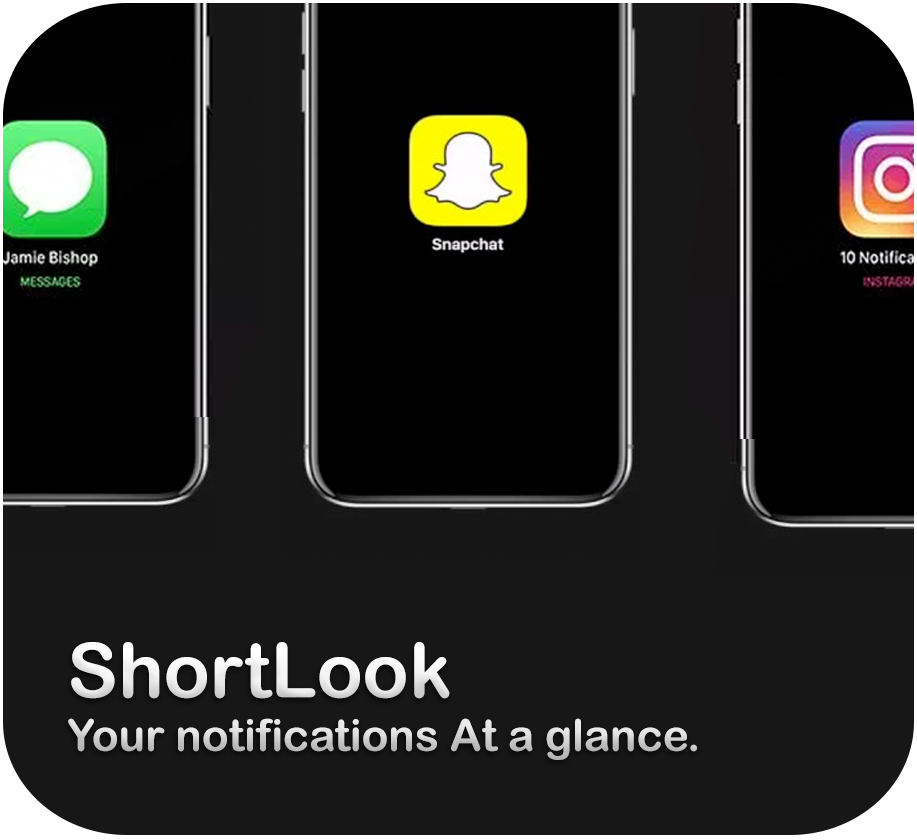 Jamie Bishop
MESSAGES
Snapchat
10 Notifica
INSTAGRA
ShortLook
Your notifications At a glance.